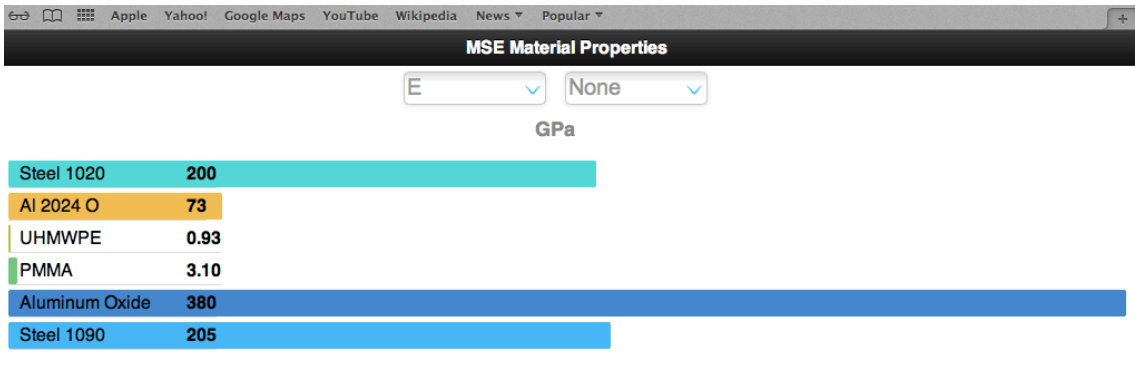 Apple Yahoo! Google Maps YouTube Wikipedia News ▾ Popular ▾ +
MSE Material Properties
E None
GPa
Steel 1020 200
Al 2024 O 73
UHMWPE 0.93
PMMA 3.10
Aluminum Oxide 380
Steel 1090 205